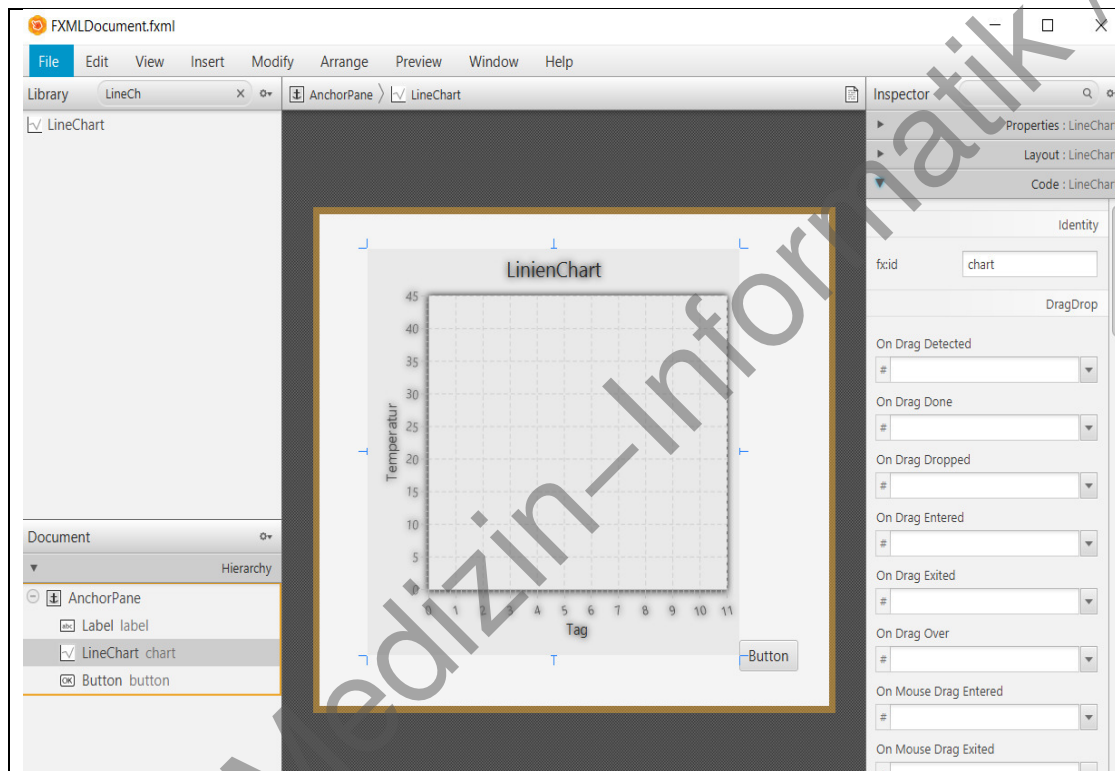 FXMLDocument.fxml
File Edit View Insert Modify Arrange Preview Window Help
Library LineCh
AnchorPane LineChart
Inspector
LineChart
Properties : LineChar
Layout : LineChar
Code : LineChar
Identity
fx:id chart
DragDrop
On Drag Detected
#
On Drag Done
#
On Drag Dropped
#
On Drag Entered
#
On Drag Exited
#
On Drag Over
#
On Mouse Drag Entered
#
On Mouse Drag Exited
LinienChart
45
40
35
30
25
20
15
10
5
0
Temperatur
0 1 2 3 4 5 6 7 8 9 10 11
Tag
Button
Document
Hierarchy
AnchorPane
abc Label label
LineChart chart
OK Button button
Medizin–Informatik